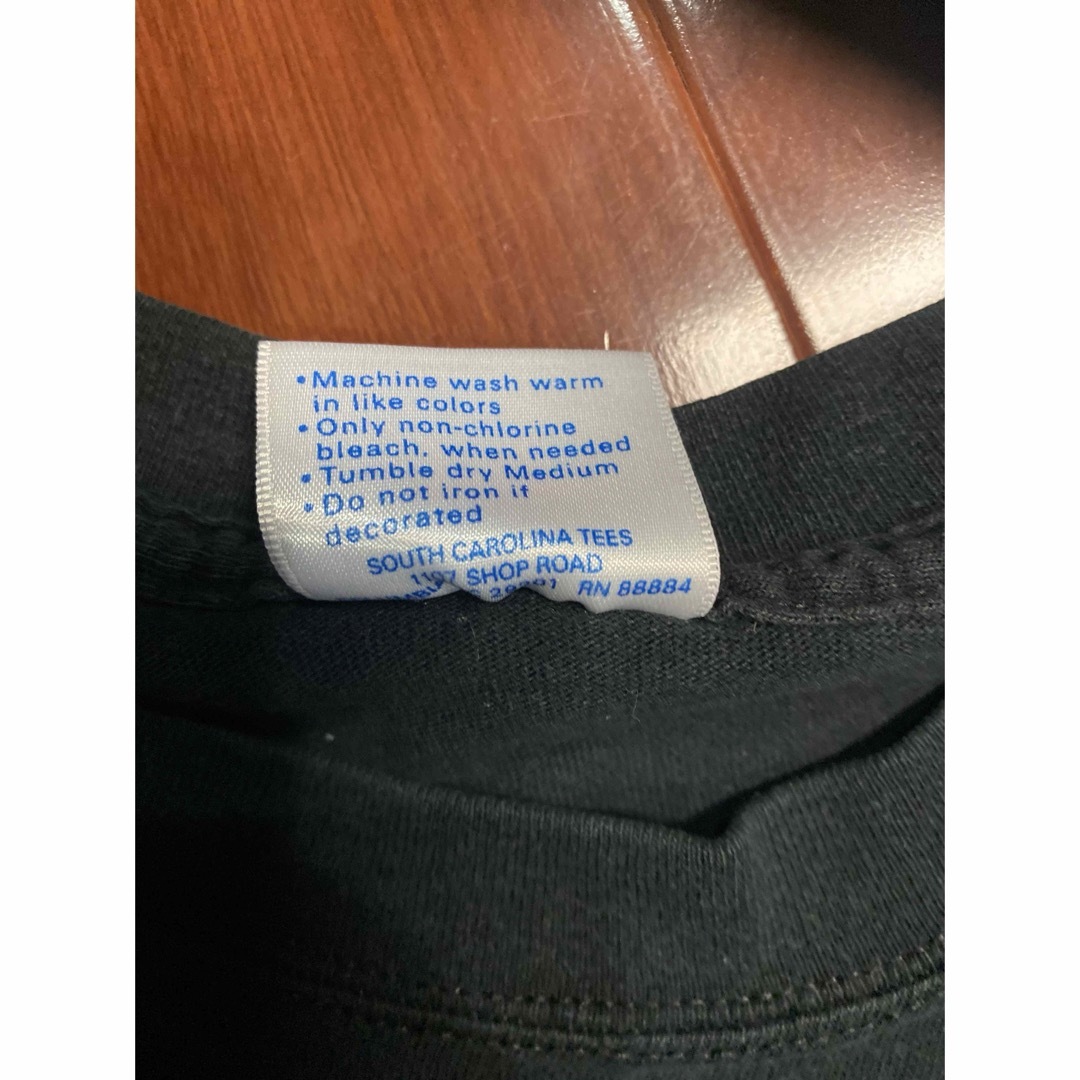 •Machine wash warm
in like colors
•Only non-chlorine
bleach. when needed
•Tumble dry Medium
•Do not iron if
decorated
SOUTH CAROLINA TEES
SHOP ROAD
RN 88884